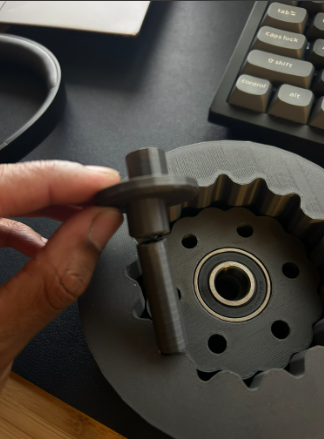 tab
caps lock
shift
control
alt